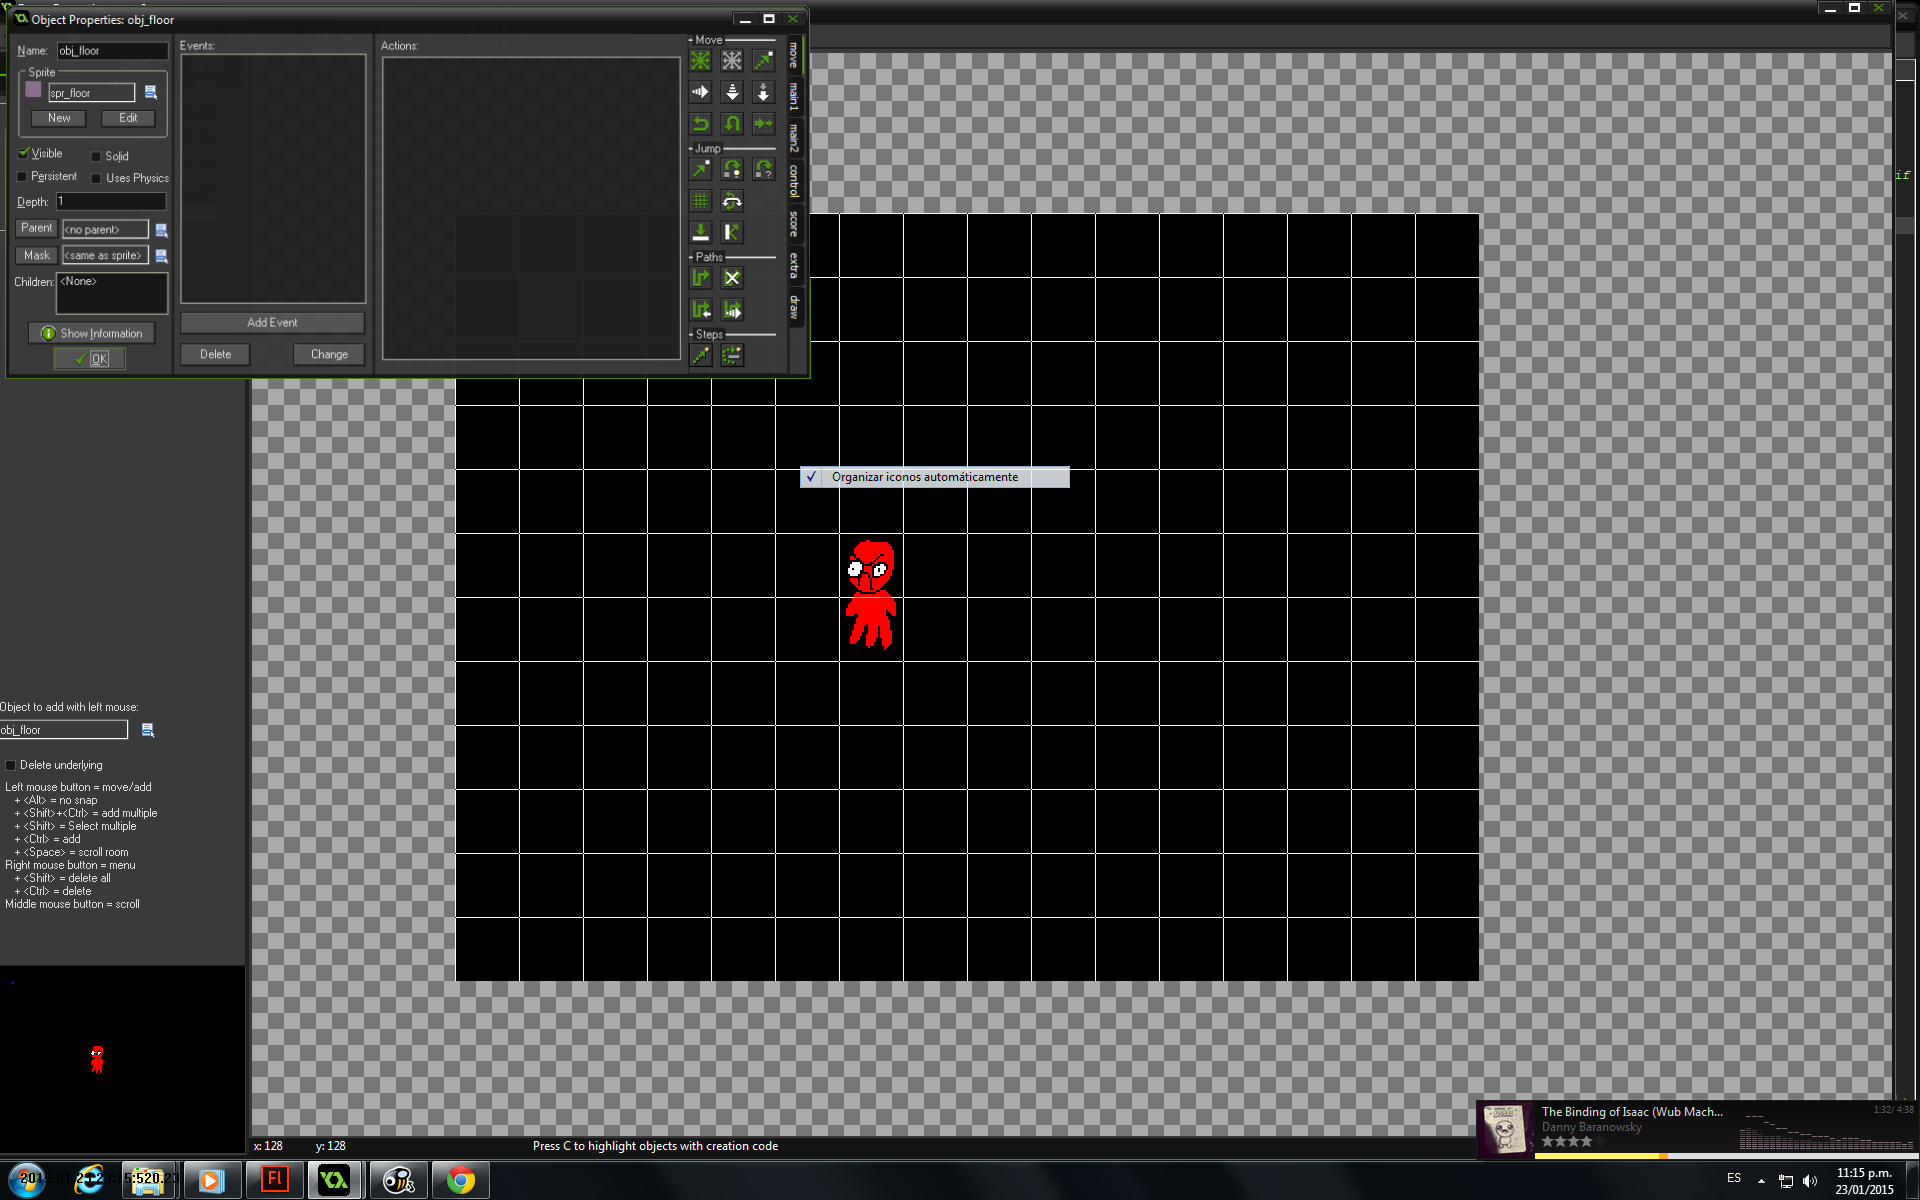 Object Properties: obj_floor
Name: obj_floor
Sprite
spr_floor
New Edit
Visible Solid
Persistent Uses Physics
Depth: 1
Parent <no parent>
Mask <same as sprite>
Children: <None>
Show Information
OK
Events:
Add Event
Delete Change
Actions:
Move
Jump
Paths
Steps
move
main1
main2
control
score
extra
draw
if
Organizar iconos automáticamente
Object to add with left mouse:
obj_floor
Delete underlying
Left mouse button = move/add
+ <Alt> = no snap
+ <Shift>+<Ctrl> = add multiple
+ <Shift> = Select multiple
+ <Ctrl> = add
+ <Space> = scroll room
Right mouse button = menu
+ <Shift> = delete all
+ <Ctrl> = delete
Middle mouse button = scroll
x: 128 y: 128 Press C to highlight objects with creation code
The Binding of Isaac (Wub Mach...
1:32/ 4:38
Danny Baranowsky
Fl
ES
11:15 p.m.
23/01/2015